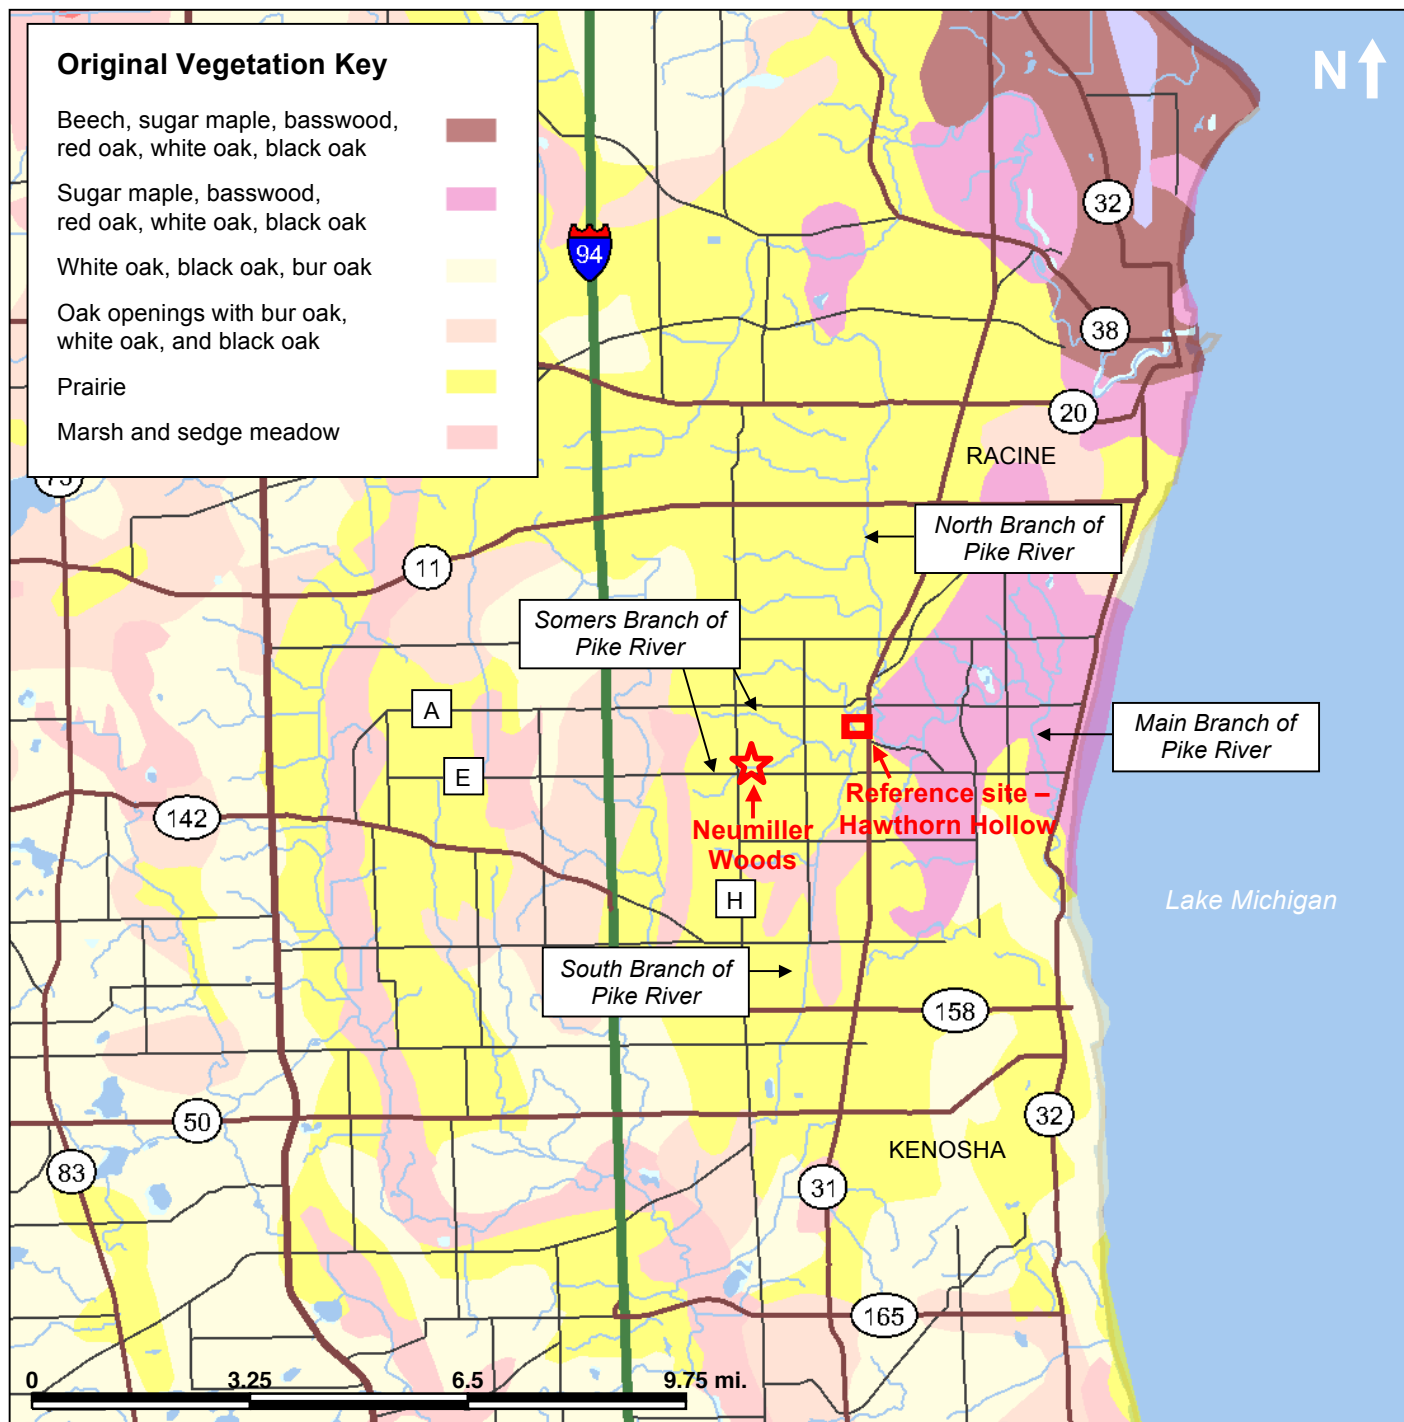 Original Vegetation Key
Beech, sugar maple, basswood,
red oak, white oak, black oak
Sugar maple, basswood,
red oak, white oak, black oak
White oak, black oak, bur oak
Oak openings with bur oak,
white oak, and black oak
Prairie
Marsh and sedge meadow
N
94
32
38
20
RACINE
North Branch of
Pike River
11
Somers Branch of
Pike River
A
E
Main Branch of
Pike River
Reference site –
Hawthorn Hollow
Neumiller
Woods
142
H
Lake Michigan
South Branch of
Pike River
158
50
32
83
KENOSHA
31
165
0
3.25
6.5
9.75 mi.